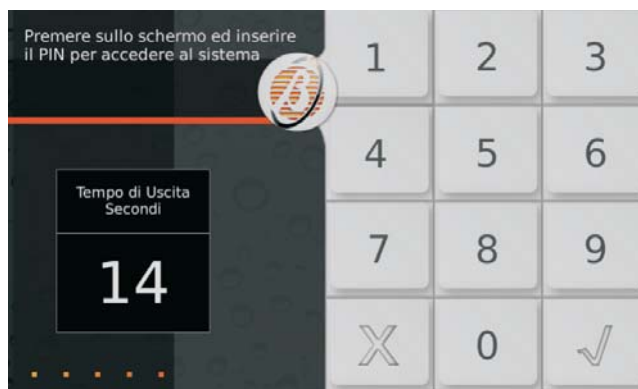 Premere sullo schermo ed inserire
il PIN per accedere al sistema
B
Tempo di Uscita
Secondi
14
1 2 3
4 5 6
7 8 9
X 0 √